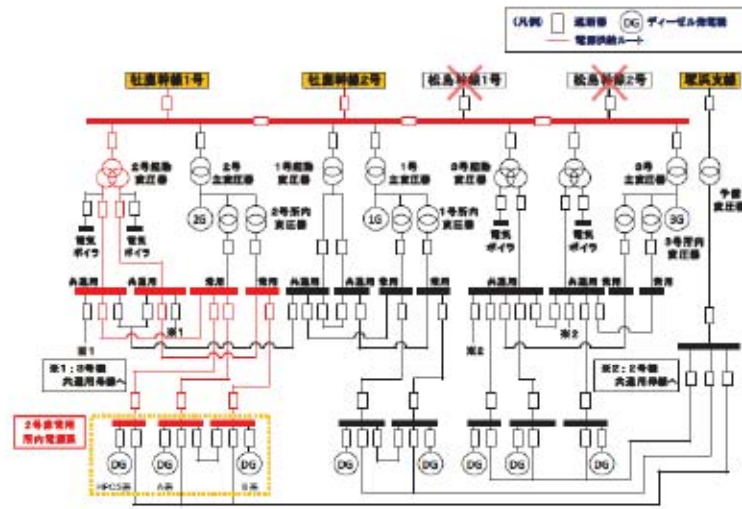 (凡例) 遮断器 DG ディーゼル発電機
電源供給ルート
牡鹿幹線1号
牡鹿幹線2号
松島幹線1号
松島幹線2号
塚浜支線
2号起動
変圧器
2号
主変圧器
1号起動
変圧器
1号
主変圧器
3号起動
変圧器
3号
主変圧器
予備
変圧器
2G
2号所内
変圧器
1G
1号所内
変圧器
3G
3号所内
変圧器
電気
ボイラ
電気
ボイラ
電気
ボイラ
電気
ボイラ
共通用
共通用
常用
常用
共通用
共通用
常用
常用
共通用
共通用
常用
常用
※1
※1
※2
※2
※1:3号機
共通用母線へ
※2:2号機
共通用母線へ
2号非常用
所内電源系
DG
DG
DG
DG
DG
DG
DG
DG
HPCS系
A系
B系